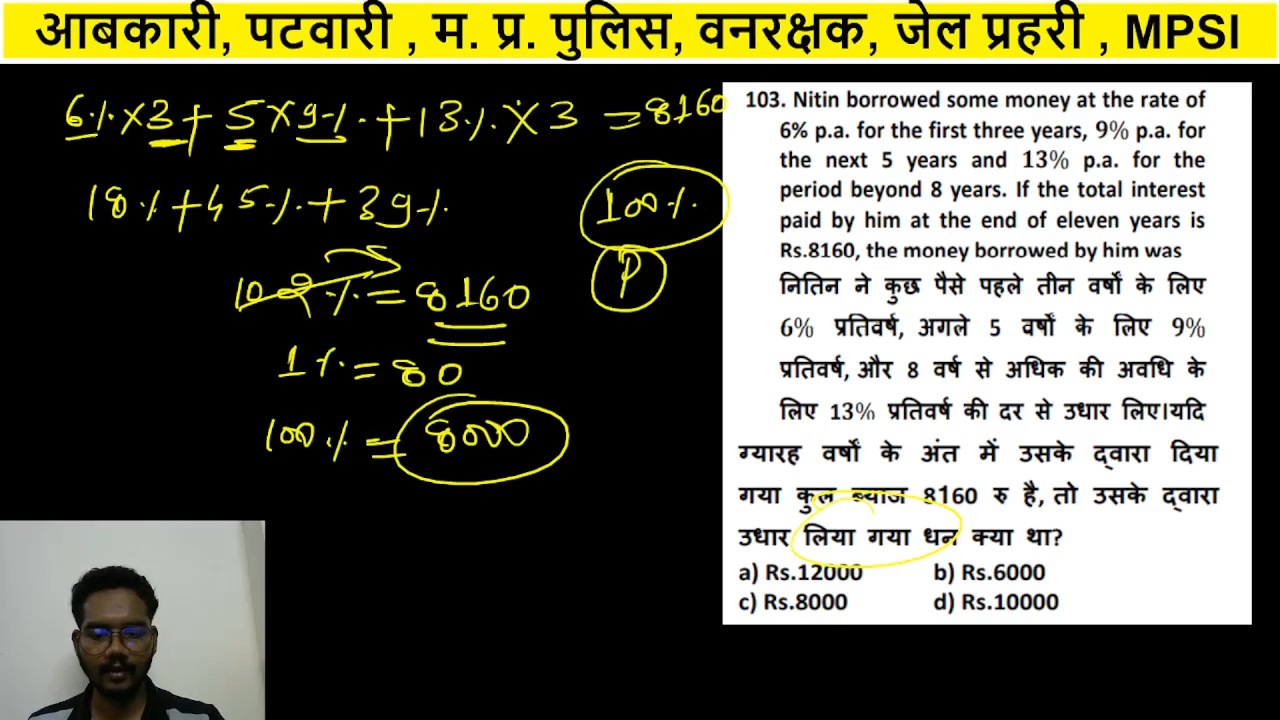 आबकारी, पटवारी , म. प्र. पुलिस, वनरक्षक, जेल प्रहरी , MPSI
6% × 3 + 5 × 9% + 13% × 3 = 8160
18% + 45% + 39%
100%
P
102% = 8160
1% = 80
100% = 8000
103. Nitin borrowed some money at the rate of
6% p.a. for the first three years, 9% p.a. for
the next 5 years and 13% p.a. for the
period beyond 8 years. If the total interest
paid by him at the end of eleven years is
Rs.8160, the money borrowed by him was
नितिन ने कुछ पैसे पहले तीन वर्षों के लिए
6% प्रतिवर्ष, अगले 5 वर्षों के लिए 9%
प्रतिवर्ष, और 8 वर्ष से अधिक की अवधि के
लिए 13% प्रतिवर्ष की दर से उधार लिए।यदि
ग्यारह वर्षों के अंत में उसके द्वारा दिया
गया कुल ब्याज 8160 रु है, तो उसके द्वारा
उधार लिया गया धन क्या था?
a) Rs.12000 b) Rs.6000
c) Rs.8000 d) Rs.10000